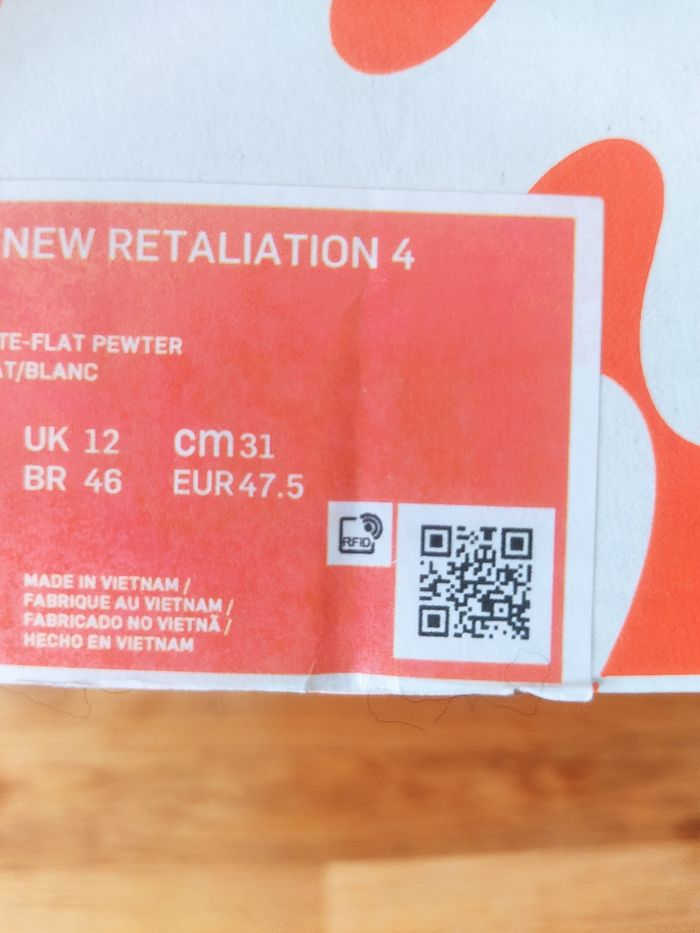 NEW RETALIATION 4
TE-FLAT PEWTER
AT/BLANC
UK 12 cm 31
BR 46 EUR 47.5
RFID
MADE IN VIETNAM /
FABRIQUE AU VIETNAM /
FABRICADO NO VIETNÃ /
HECHO EN VIETNAM